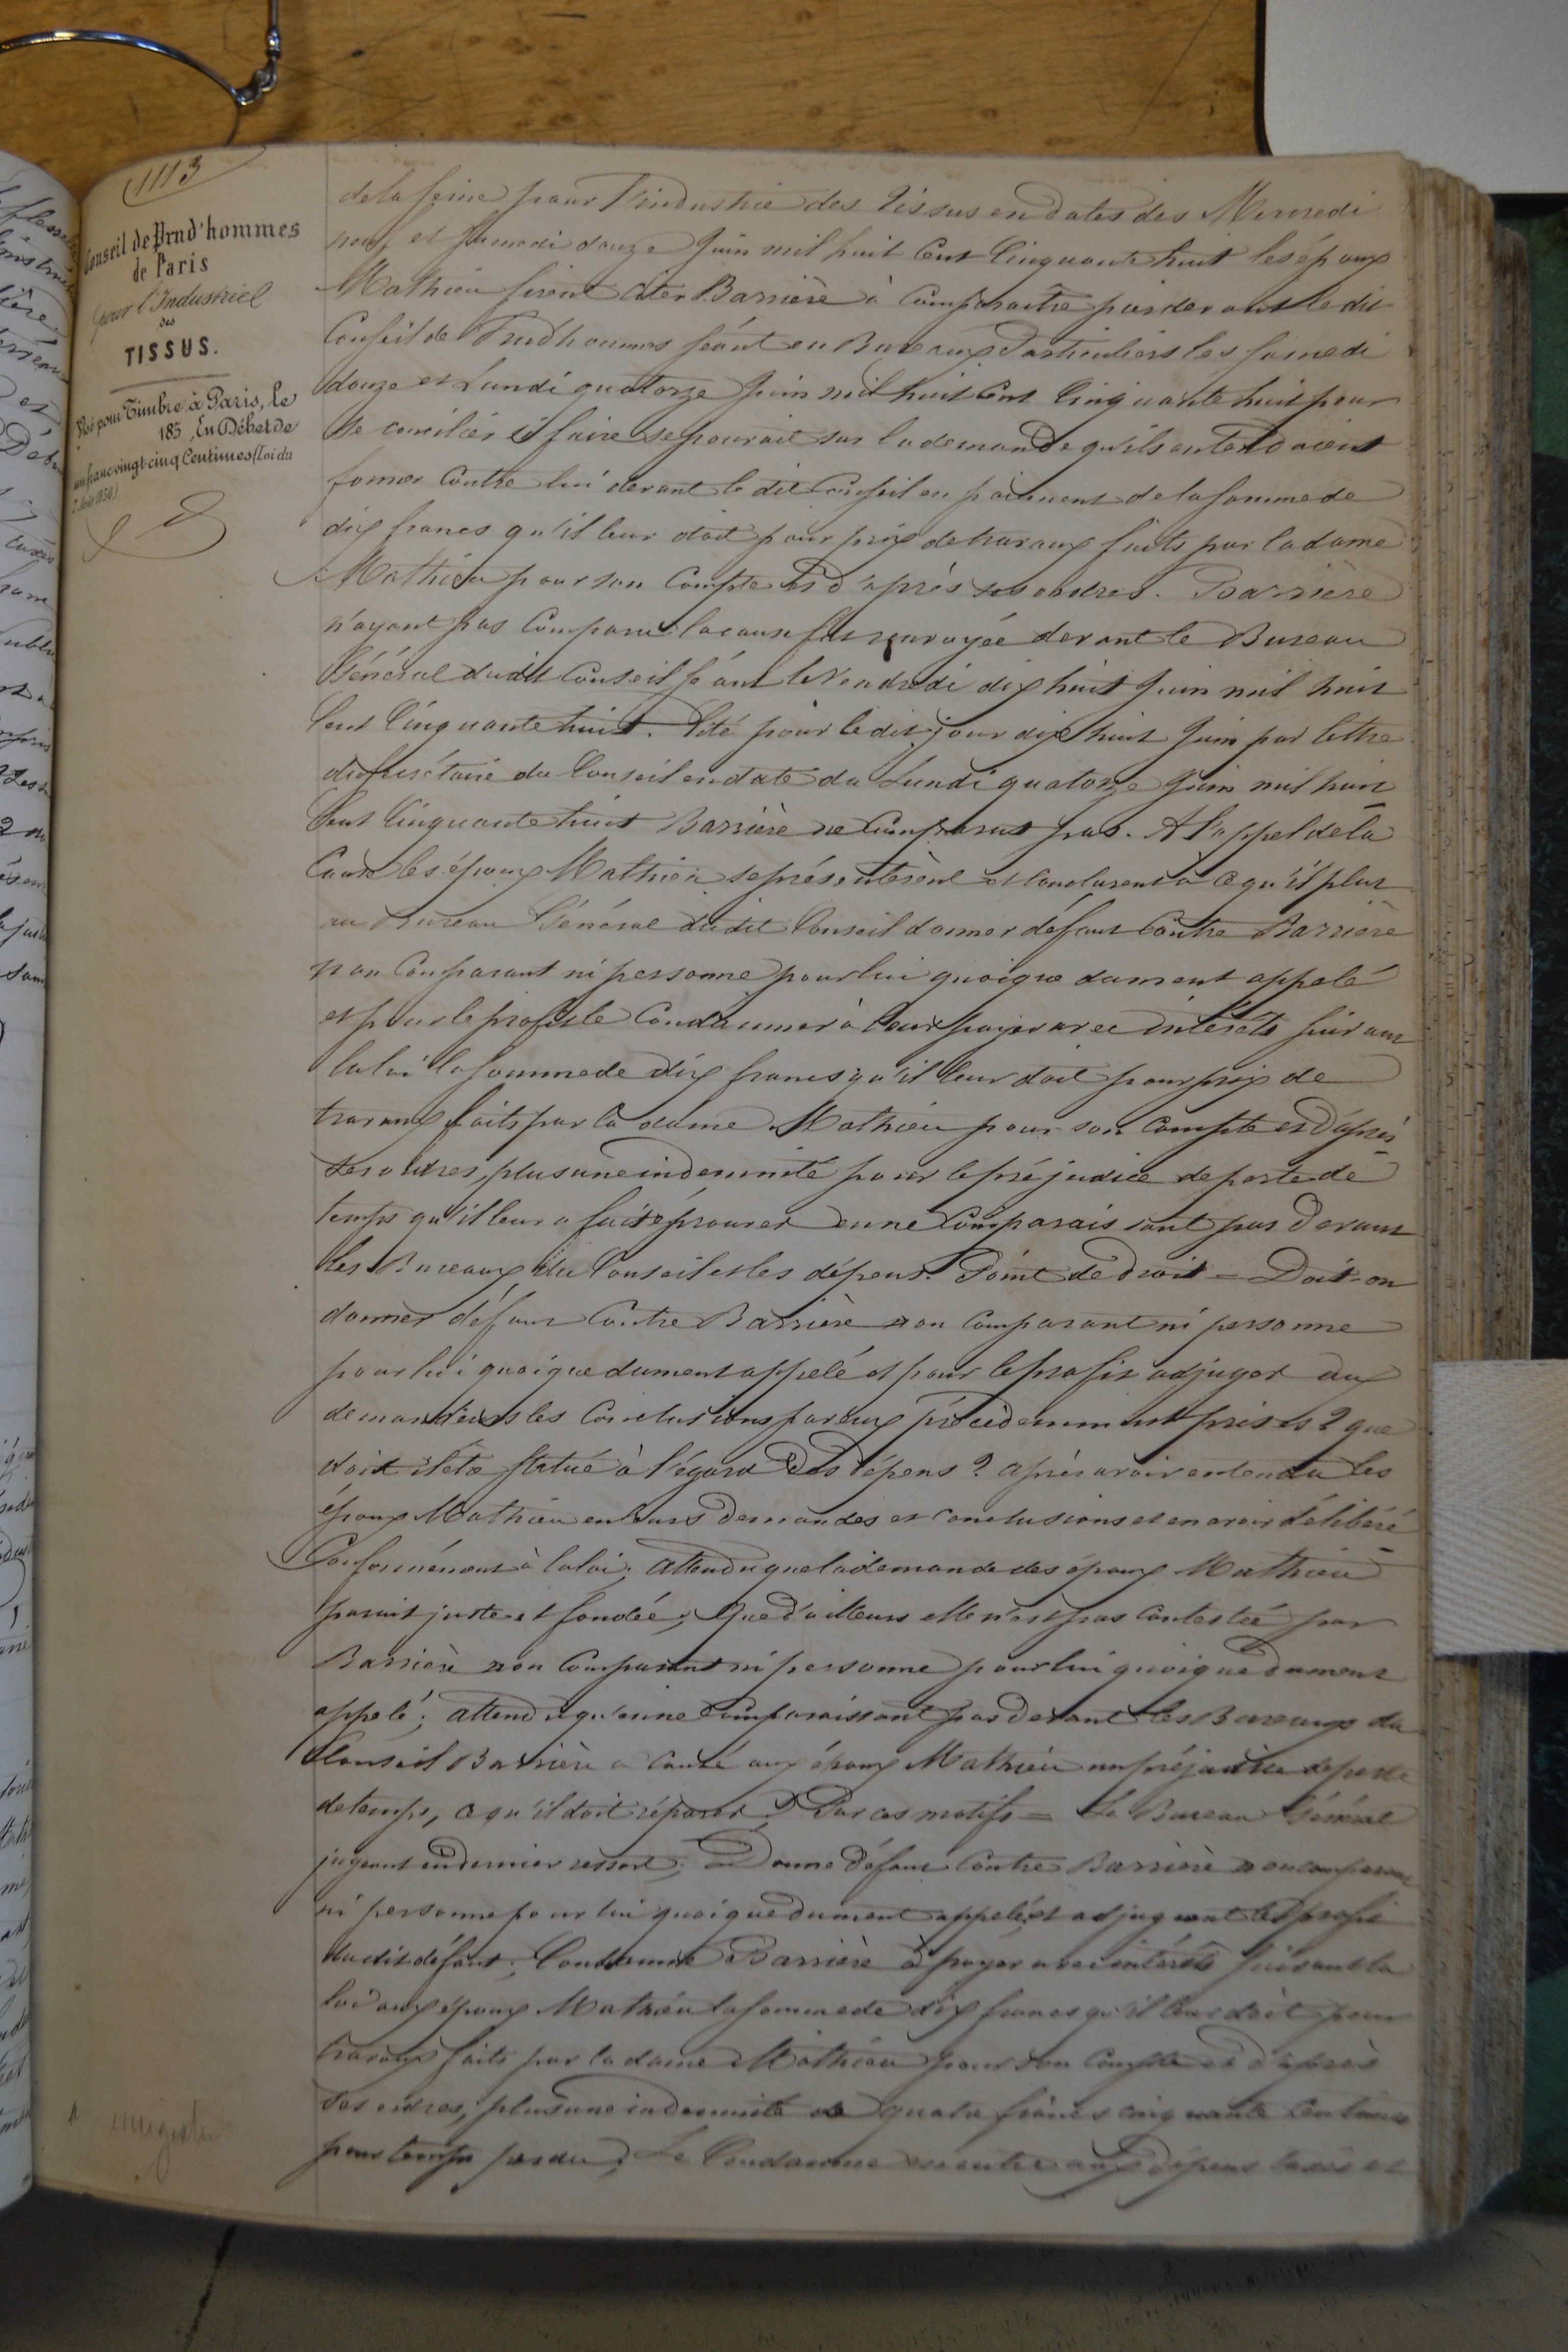 1113
Conseil de Prud'hommes
de Paris
pour l'Industriel
des
TISSUS.
Visé pour Timbre à Paris, le
185 , En Débet de
un franc vingt-cinq Centimes (Loi du
2 Août 1850)
de la Seine pour l'industrie des tissus en dates des Mercredi
neuf et Samedi douze Juin mil huit cent cinquante huit les époux
Mathieu firent citer Barrière à comparaitre pardevant le dit
Conseil de Prud'hommes séant en Bureaux Particuliers les Samedi
douze et Lundi quatorze Juin mil huit cent cinquante huit pour
se concilier si faire se pouvait sur la demande qu'ils entendaient
former contre lui devant le dit Conseil en paiement de la somme de
dix francs qu'il leur doit pour prix de travaux faits par la dame
Mathieu pour son compte et d'après ses ordres. Barrière
n'ayant pas comparu la cause fut renvoyée devant le Bureau
Général dudit Conseil séant le Vendredi dix huit Juin mil huit
cent cinquante huit. Cité pour le dit jour dix huit Juin par lettre
du secrétaire du Conseil en date du Lundi quatorze Juin mil huit
cent cinquante huit Barrière ne comparut pas. A l'appel de la
cause les époux Mathieu se présentèrent et conclurent à ce qu'il plut
au Bureau Général dudit Conseil donner défaut contre Barrière
non comparant ni personne pour lui quoique dument appelé
et pour le profit le condamner à leur payer avec intérêts suivant
la loi la somme de dix francs qu'il leur doit pour prix de
travaux faits par la dame Mathieu pour son compte et d'après
ses ordres, plus une indemnité pour le préjudice de perte de
temps qu'il leur a fait éprouver en ne comparaissant pas devant
les Bureaux du Conseil et les dépens. Point de droit = Doit-on
donner défaut contre Barrière non comparant ni personne
pour lui quoique dument appelé et pour le profit adjuger aux
demandeurs les conclusions par eux précédemment prises ? que
doit-il être statué à l'égard des dépens ? après avoir entendu les
époux Mathieu en leurs demandes et conclusions et en avoir délibéré
Conformément à la loi; attendu que la demande des époux Mathieu
parait juste et fondée; Que d'ailleurs elle n'est pas contestée par
Barrière non comparant ni personne pour lui quoique dument
appelé; attendu qu'en ne comparaissant pas devant les Bureaux du
Conseil Barrière a causé aux époux Mathieu un préjudice de perte
de temps, ce qu'il doit réparer; Par ces motifs = Le Bureau Général
jugeant en dernier ressort; Donne défaut contre Barrière non comparant
ni personne pour lui quoique dument appelé et adjugeant le profit
dudit défaut; Condamne Barrière à payer avec intérêts suivant la
loi aux époux Mathieu la somme de dix francs qu'il leur doit pour
travaux faits par la dame Mathieu pour son compte et d'après
ses ordres, plus une indemnité de quatre francs cinquante centimes
pour temps perdu; Le Condamne en outre aux dépens taxés et